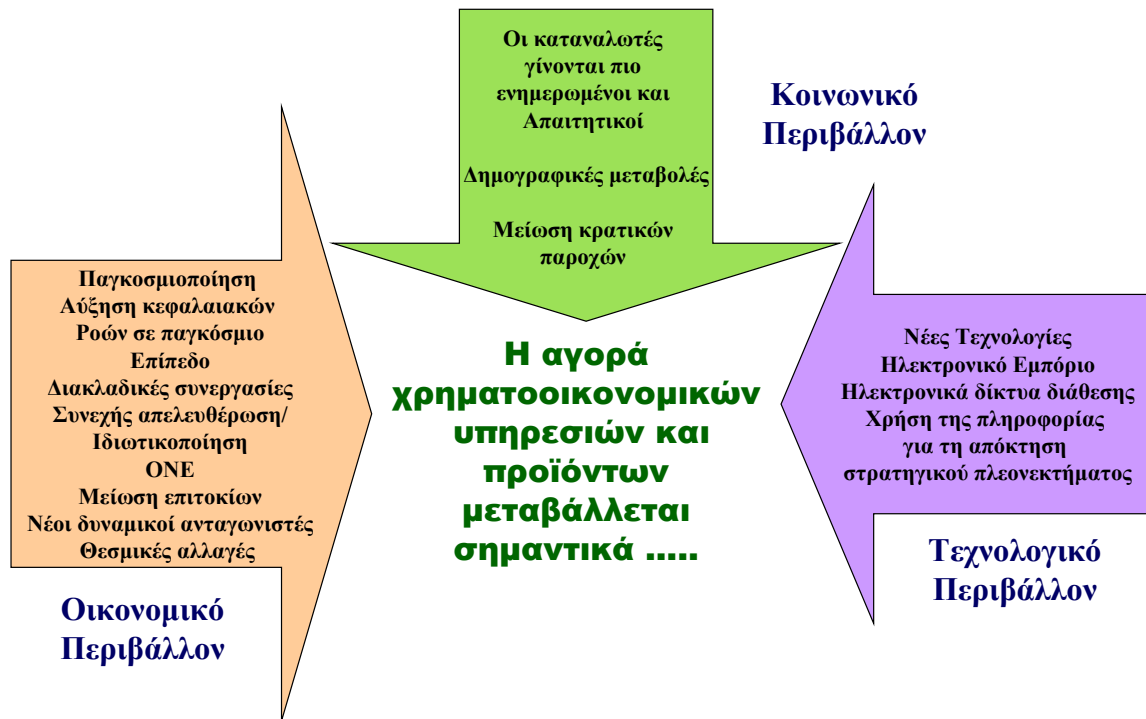 Οι καταναλωτές
γίνονται πιο
ενημερωμένοι και
Απαιτητικοί
Δημογραφικές μεταβολές
Μείωση κρατικών
παροχών
Κοινωνικό
Περιβάλλον
Παγκοσμιοποίηση
Αύξηση κεφαλαιακών
Ροών σε παγκόσμιο
Επίπεδο
Διακλαδικές συνεργασίες
Συνεχής απελευθέρωση/
Ιδιωτικοποίηση
ΟΝΕ
Μείωση επιτοκίων
Νέοι δυναμικοί ανταγωνιστές
Θεσμικές αλλαγές
Οικονομικό
Περιβάλλον
Η αγορά
χρηματοοικονομικών
υπηρεσιών και
προϊόντων
μεταβάλλεται
σημαντικά .....
Νέες Τεχνολογίες
Ηλεκτρονικό Εμπόριο
Ηλεκτρονικά δίκτυα διάθεσης
Χρήση της πληροφορίας
για τη απόκτηση
στρατηγικού πλεονεκτήματος
Τεχνολογικό
Περιβάλλον